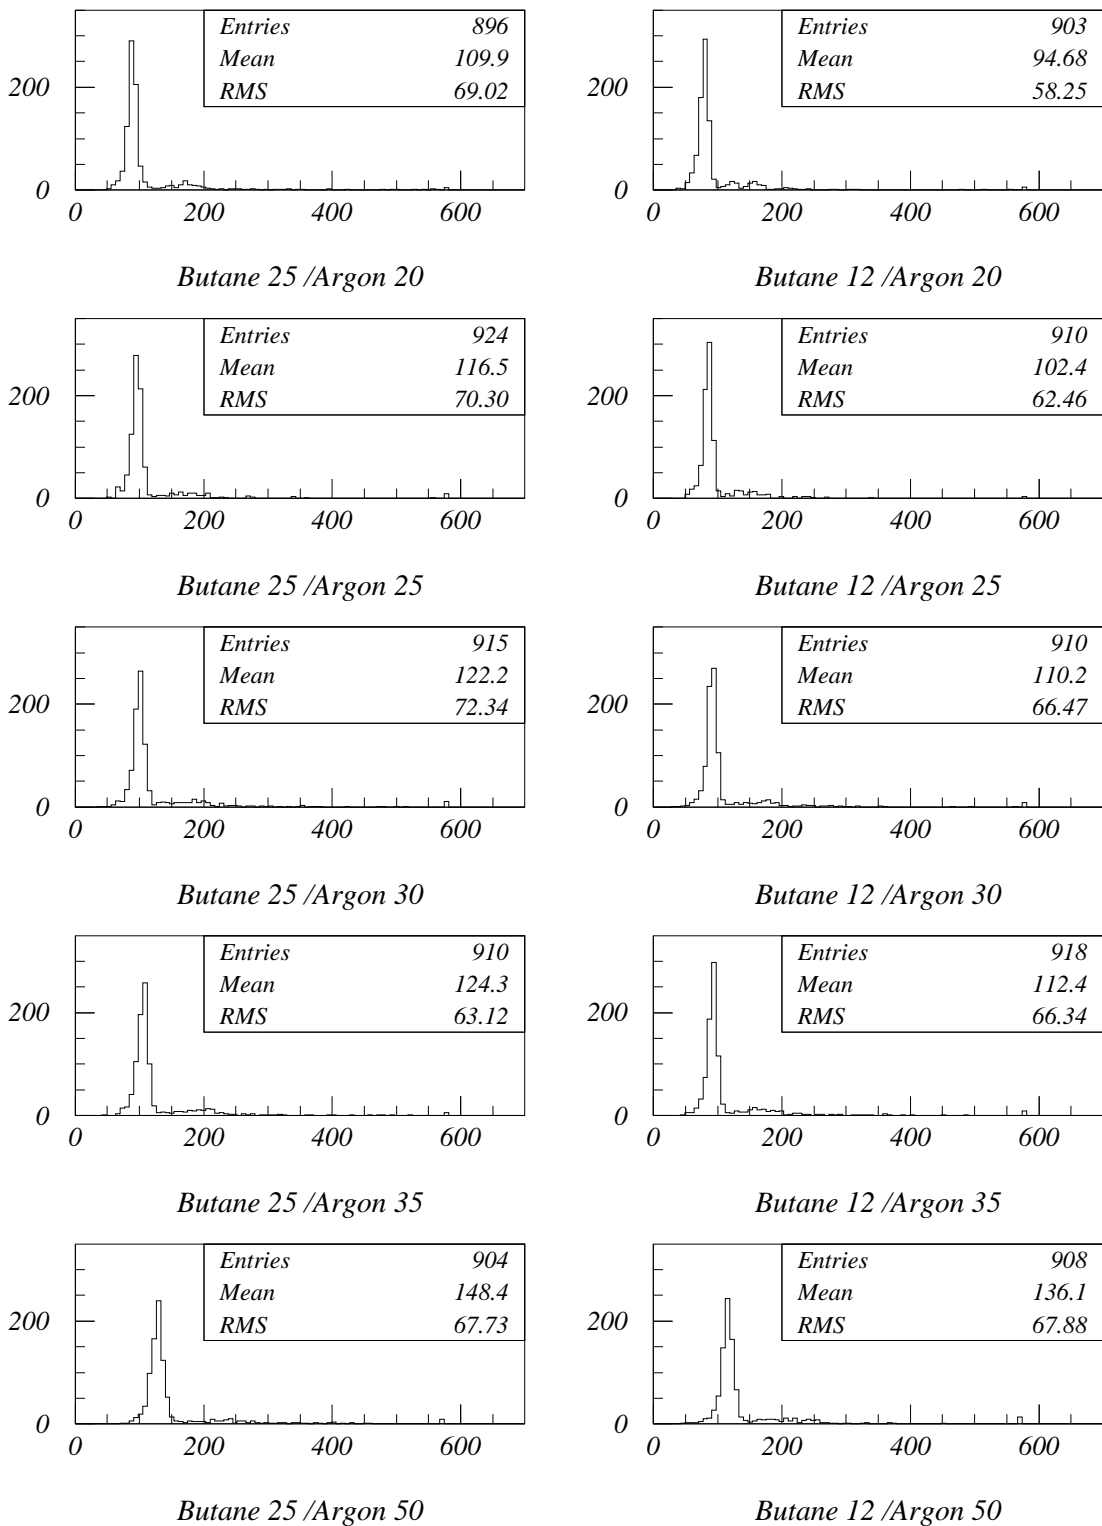 Entries 896
Mean 109.9
RMS 69.02
200
0
0 200 400 600
Butane 25 /Argon 20
Entries 903
Mean 94.68
RMS 58.25
200
0
0 200 400 600
Butane 12 /Argon 20
Entries 924
Mean 116.5
RMS 70.30
200
0
0 200 400 600
Butane 25 /Argon 25
Entries 910
Mean 102.4
RMS 62.46
200
0
0 200 400 600
Butane 12 /Argon 25
Entries 915
Mean 122.2
RMS 72.34
200
0
0 200 400 600
Butane 25 /Argon 30
Entries 910
Mean 110.2
RMS 66.47
200
0
0 200 400 600
Butane 12 /Argon 30
Entries 910
Mean 124.3
RMS 63.12
200
0
0 200 400 600
Butane 25 /Argon 35
Entries 918
Mean 112.4
RMS 66.34
200
0
0 200 400 600
Butane 12 /Argon 35
Entries 904
Mean 148.4
RMS 67.73
200
0
0 200 400 600
Butane 25 /Argon 50
Entries 908
Mean 136.1
RMS 67.88
200
0
0 200 400 600
Butane 12 /Argon 50